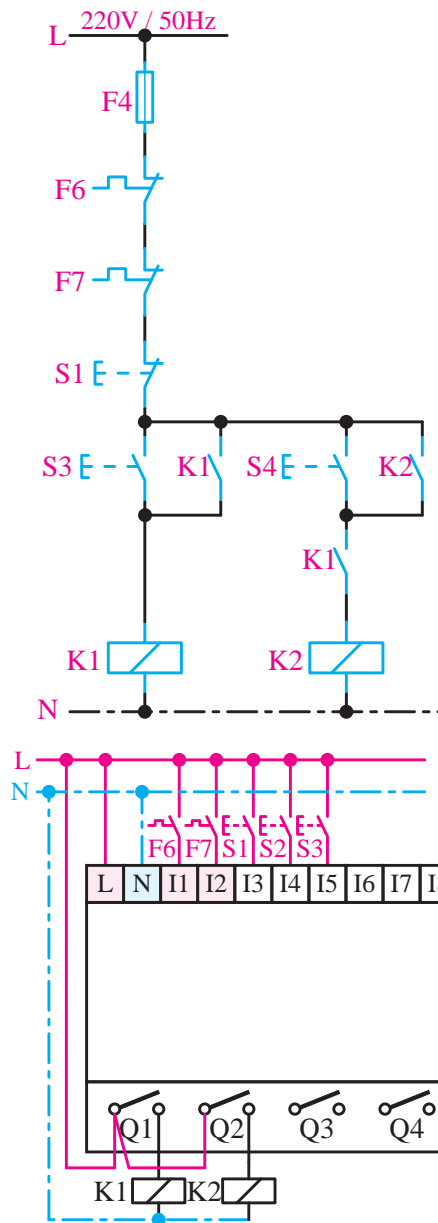 220V / 50Hz
L
F4
F6
F7
S1
S3 K1 S4 K2
K1
K1 K2
N
L
N
F6 F7 S1 S2 S3
L N I1 I2 I3 I4 I5 I6 I7
Q1 Q2 Q3 Q4
K1 K2